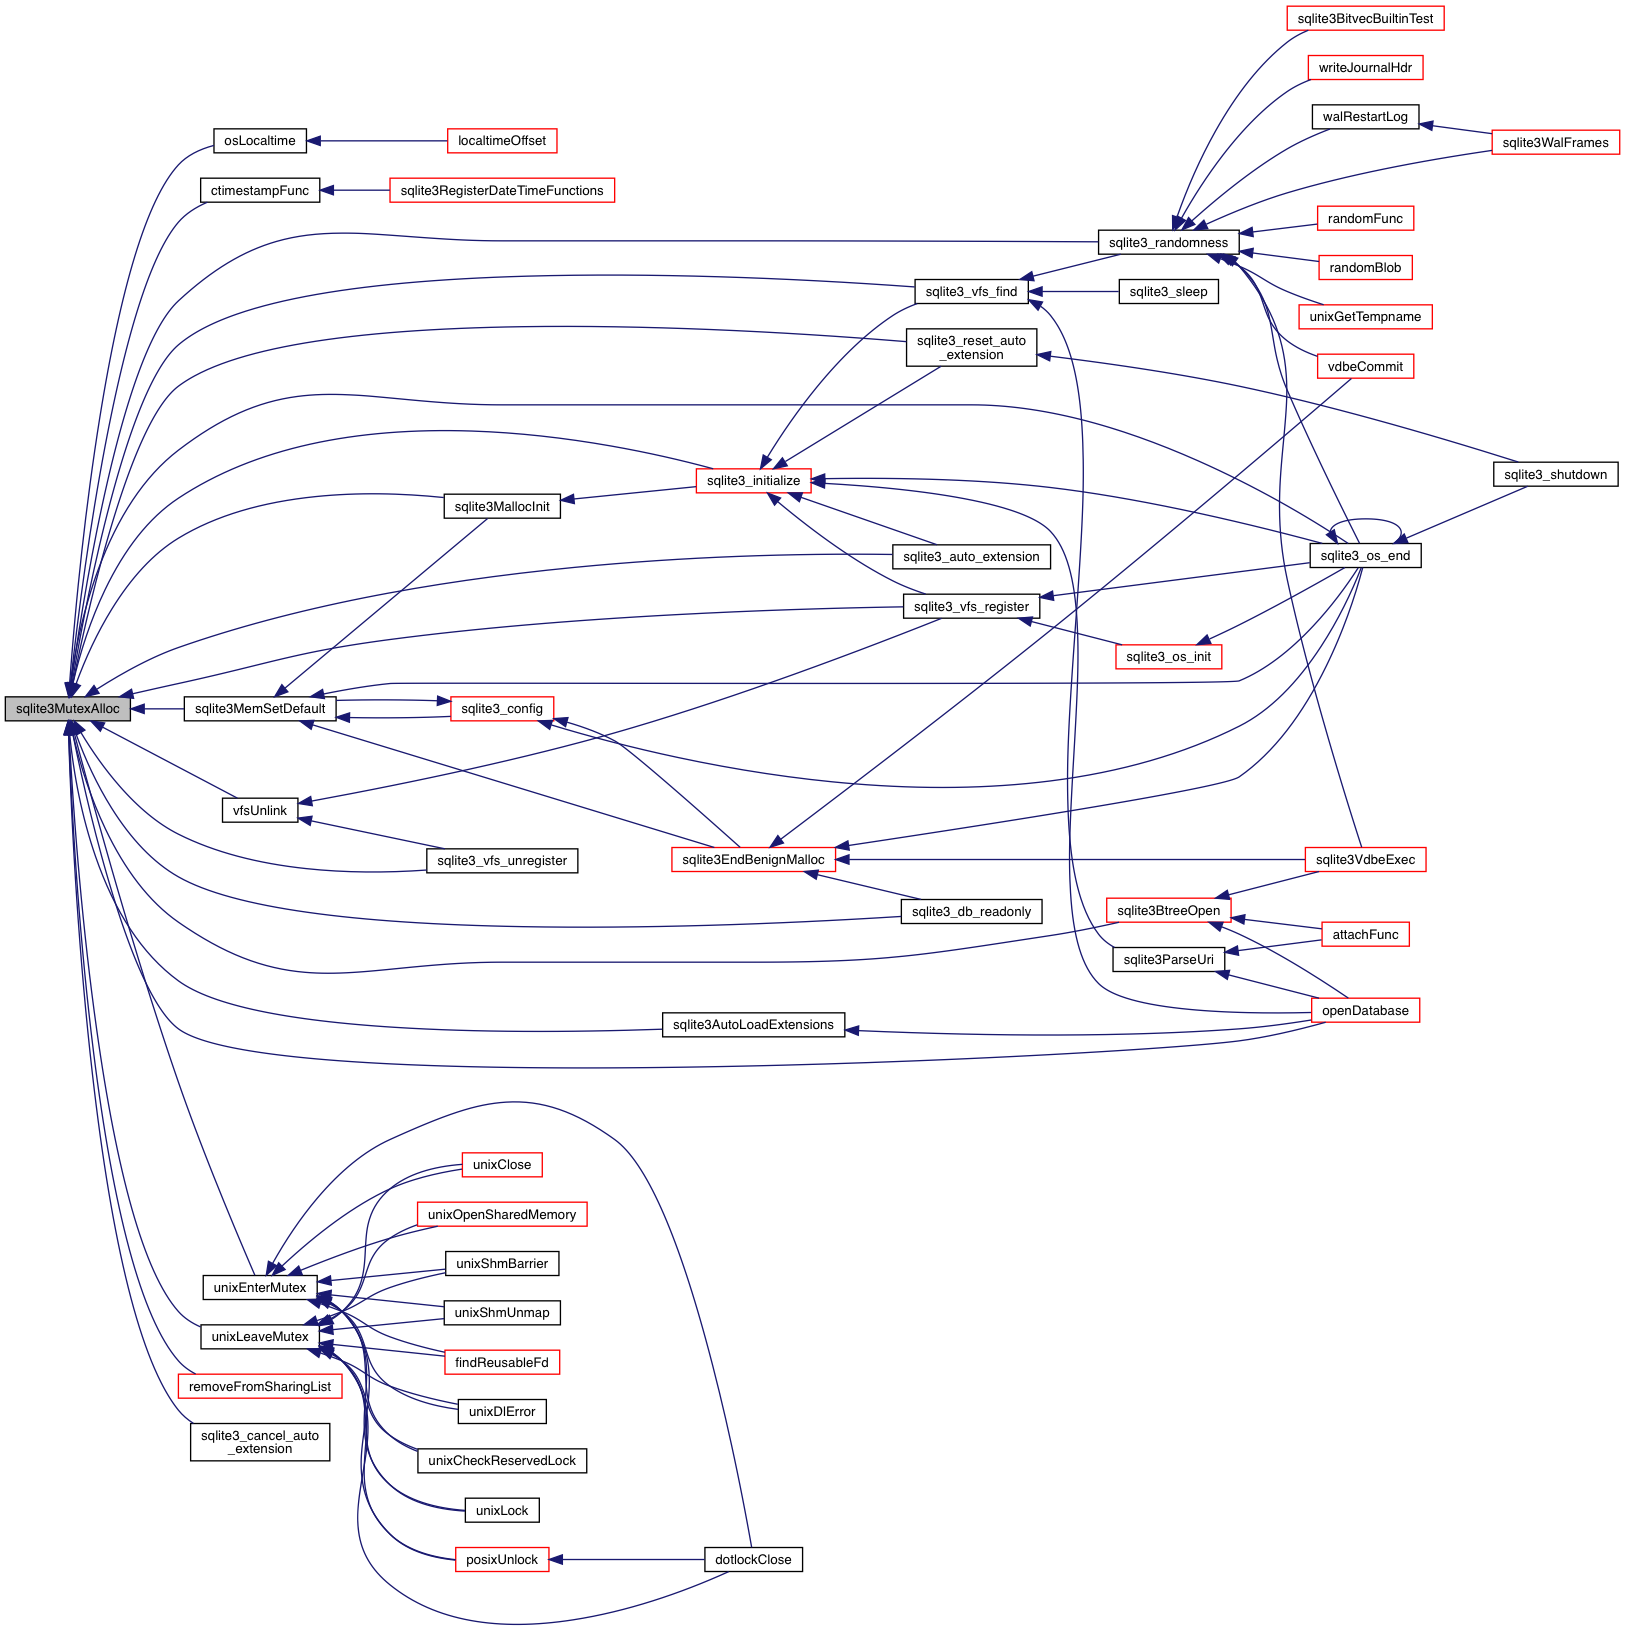 sqlite3BitvecBuiltinTest
writeJournalHdr
walRestartLog
osLocaltime
localtimeOffset
sqlite3WalFrames
ctimestampFunc
sqlite3RegisterDateTimeFunctions
randomFunc
sqlite3_randomness
randomBlob
sqlite3_vfs_find
sqlite3_sleep
unixGetTempname
sqlite3_reset_auto
_extension
vdbeCommit
sqlite3_initialize
sqlite3_shutdown
sqlite3MallocInit
sqlite3_auto_extension
sqlite3_os_end
sqlite3_vfs_register
sqlite3_os_init
sqlite3MutexAlloc
sqlite3MemSetDefault
sqlite3_config
vfsUnlink
sqlite3_vfs_unregister
sqlite3EndBenignMalloc
sqlite3VdbeExec
sqlite3_db_readonly
sqlite3BtreeOpen
attachFunc
sqlite3ParseUri
openDatabase
sqlite3AutoLoadExtensions
unixClose
unixOpenSharedMemory
unixShmBarrier
unixEnterMutex
unixShmUnmap
unixLeaveMutex
findReusableFd
removeFromSharingList
unixDlError
sqlite3_cancel_auto
_extension
unixCheckReservedLock
unixLock
posixUnlock
dotlockClose